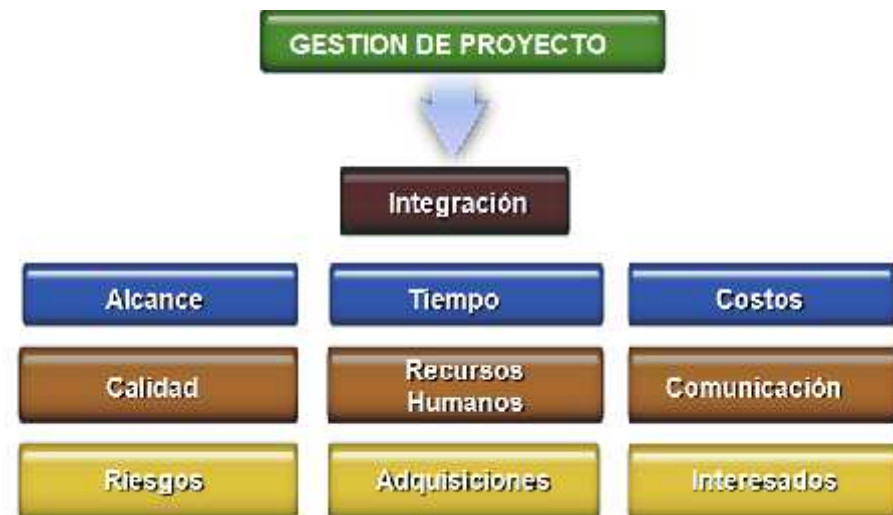 GESTION DE PROYECTO
Integración
Alcance
Tiempo
Costos
Calidad
Recursos
Humanos
Comunicación
Riesgos
Adquisiciones
Interesados